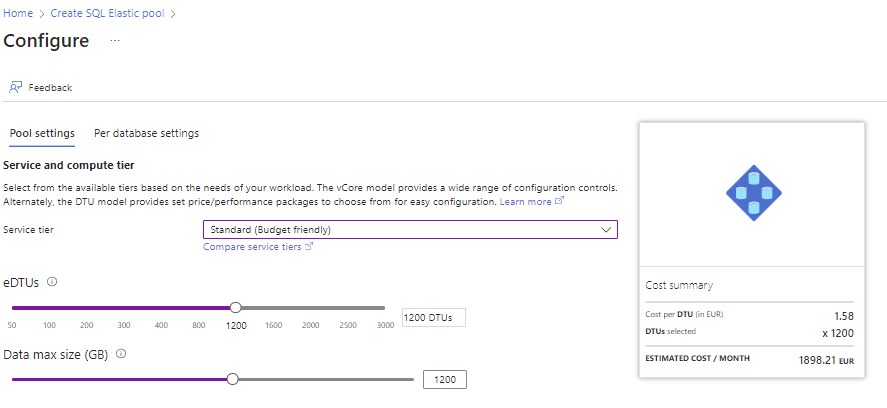 Home > Create SQL Elastic pool >
Configure ...
Feedback
Pool settings Per database settings
Service and compute tier
Select from the available tiers based on the needs of your workload. The vCore model provides a wide range of configuration controls.
Alternately, the DTU model provides set price/performance packages to choose from for easy configuration. Learn more
Service tier Standard (Budget friendly)
Compare service tiers
eDTUs
50 100 200 300 400 800 1200 1600 2000 2500 3000
1200 DTUs
Data max size (GB)
1200
Cost summary
Cost per DTU (in EUR) 1.58
DTUs selected x 1200
ESTIMATED COST / MONTH 1898.21 EUR